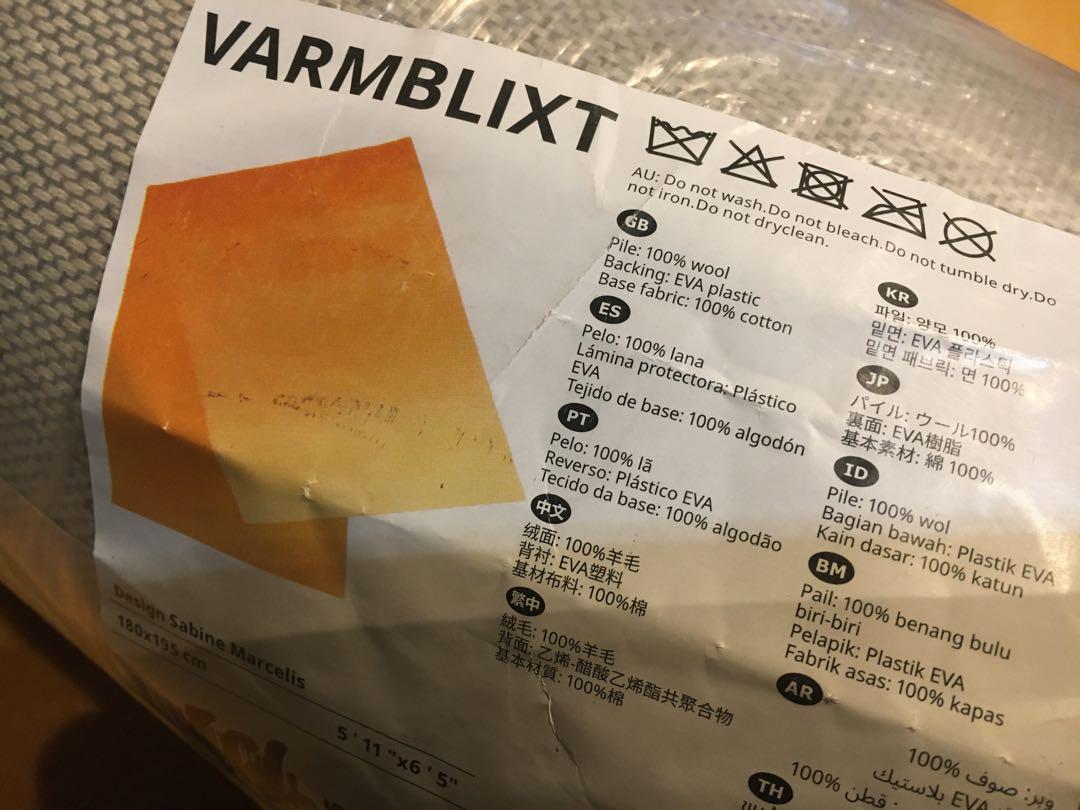 VARMBLIXT
AU: Do not wash.Do not bleach.Do not tumble dry.Do
not iron.Do not dryclean.
GB
Pile: 100% wool
Backing: EVA plastic
Base fabric: 100% cotton
ES
Pelo: 100% lana
Lámina protectora: Plástico
EVA
Tejido de base: 100% algodón
PT
Pelo: 100% lã
Reverso: Plástico EVA
Tecido da base: 100% algodão
中文
绒面: 100%羊毛
背衬: EVA塑料
基材布料: 100%棉
繁中
絨毛: 100%羊毛
背面: 乙烯-醋酸乙烯酯共聚合物
基本材質: 100%棉
KR
파일: 양모 100%
밑면: EVA 플라스틱
밑면 패브릭: 면 100%
JP
パイル: ウール100%
裏面: EVA樹脂
基本素材: 綿 100%
ID
Pile: 100% wol
Bagian bawah: Plastik EVA
Kain dasar: 100% katun
BM
Pail: 100% benang bulu
biri-biri
Pelapik: Plastik EVA
Fabrik asas: 100% kapas
AR
وبر: صوف %100
بلاستيك EVA
قطن %100
TH
Design Sabine Marcelis
180x195 cm
5 ' 11 "x6 ' 5"